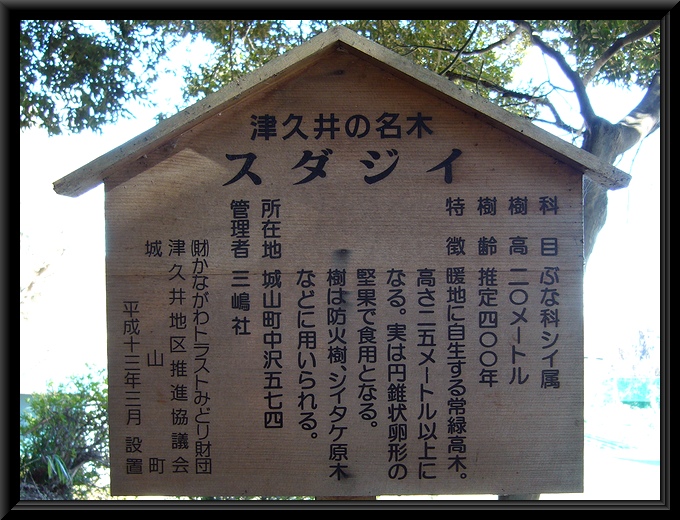 津久井の名木
スダジイ
科目 ぶな科シイ属
樹高 二〇メートル
樹齢 推定四〇〇年
特徴 暖地に自生する常緑高木。
高さ二五メートル以上に
なる。実は円錐状卵形の
堅果で食用となる。
樹は防火樹、シイタケ原木
などに用いられる。
所在地 城山町中沢五七四
管理者 三嶋社
(財)かながわトラストみどり財団
津久井地区推進協議会
城山町
平成十三年三月 設置